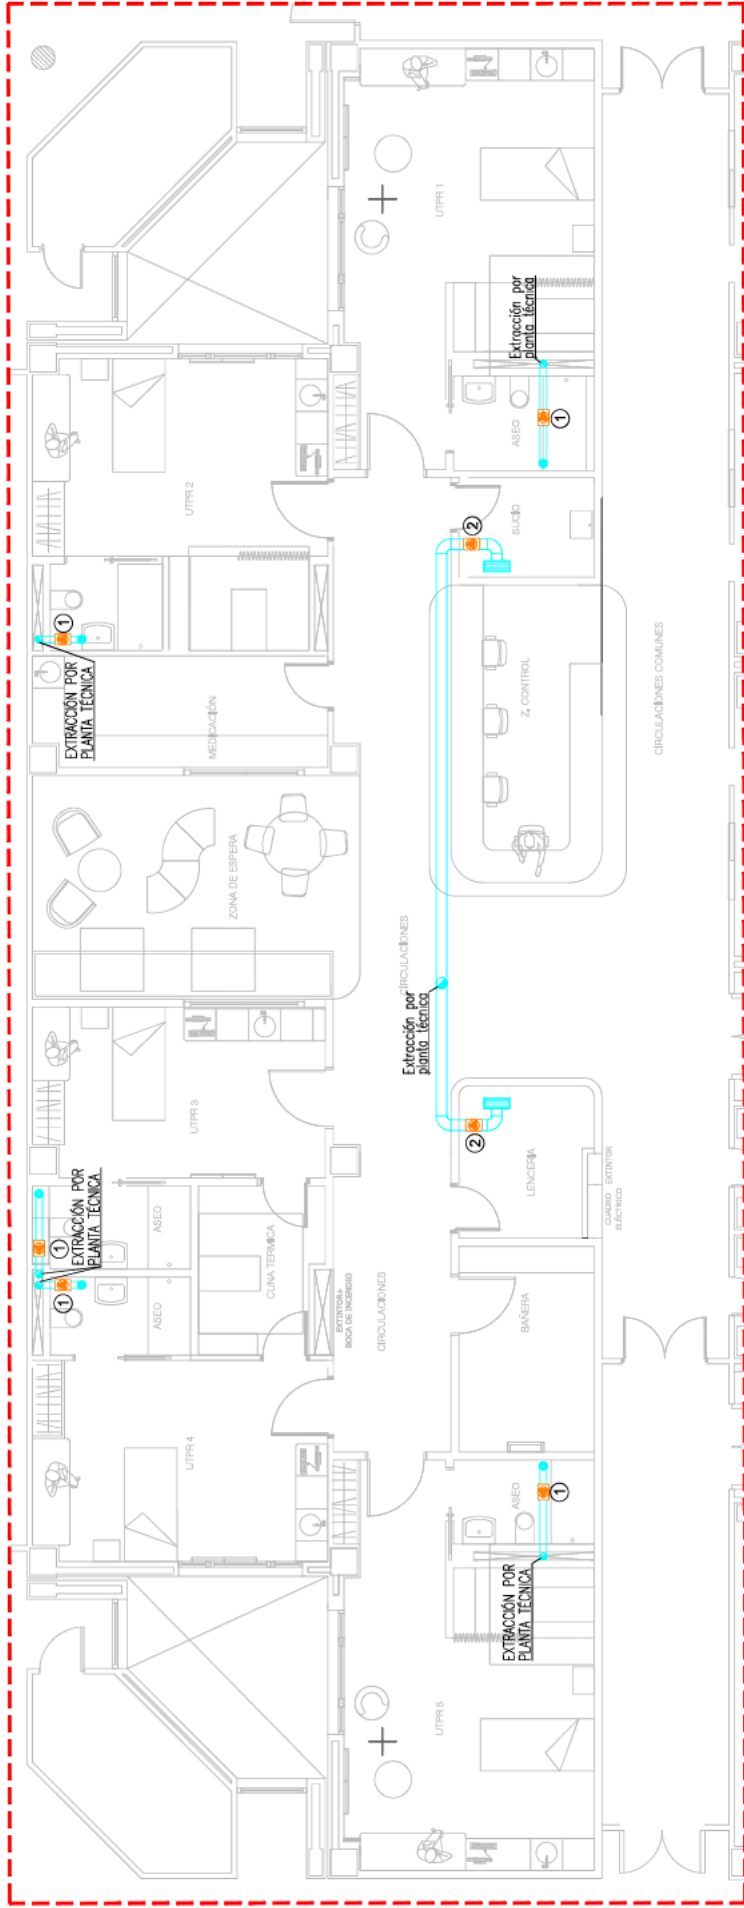 UTPR 1
Extracción por
planta técnica
ASEO
1
UTPR 2
SUCIO
2
1
EXTRACCIÓN POR
PLANTA TÉCNICA
MEDICACIÓN
Z. CONTROL
CIRCULACIONES COMUNES
ZONA DE ESPERA
CIRCULACIONES
Extracción por
planta técnica
UTPR 3
2
LENCERÍA
CUADRO
ELÉCTRICO
EXTINTOR
EXTRACCIÓN POR
PLANTA TÉCNICA
1
ASEO
1
ASEO
CUNA TERMICA
EXTINTOR+
BOCA DE INCENDIO
CIRCULACIONES
BAÑERA
UTPR 4
ASEO
1
EXTRACCIÓN POR
PLANTA TÉCNICA
UTPR 5